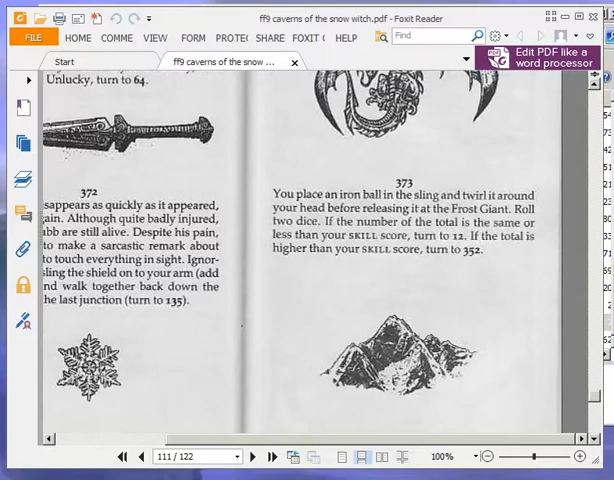 ff9 caverns of the snow witch.pdf - Foxit Reader
FILE HOME COMME VIEW FORM PROTE SHARE FOXIT C HELP Find
Start ff9 caverns of the snow ...
Edit PDF like a
word processor
Unlucky, turn to 64.
372
sappears as quickly as it appeared,
gain. Although quite badly injured,
bb are still alive. Despite his pain,
to make a sarcastic remark about
to touch everything in sight. Ignor-
sling the shield on to your arm (add
nd walk together back down the
he last junction (turn to 135).
373
You place an iron ball in the sling and twirl it around
your head before releasing it at the Frost Giant. Roll
two dice. If the number of the total is the same or
less than your SKILL score, turn to 12. If the total is
higher than your SKILL score, turn to 352.
111 / 122
100%